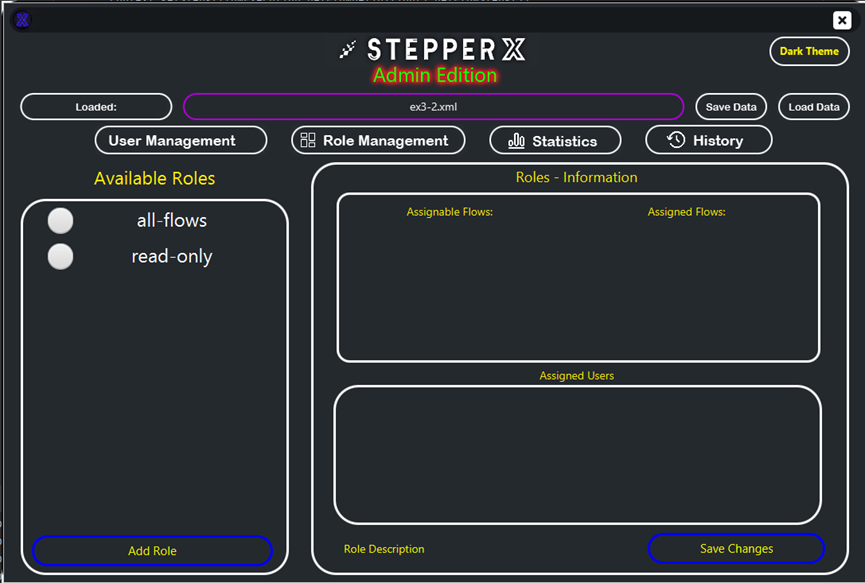 STEPPER X
Admin Edition
Dark Theme
Loaded:
ex3-2.xml
Save Data
Load Data
User Management
Role Management
Statistics
History
Available Roles
all-flows
read-only
Add Role
Roles - Information
Assignable Flows:
Assigned Flows:
Assigned Users
Role Description
Save Changes